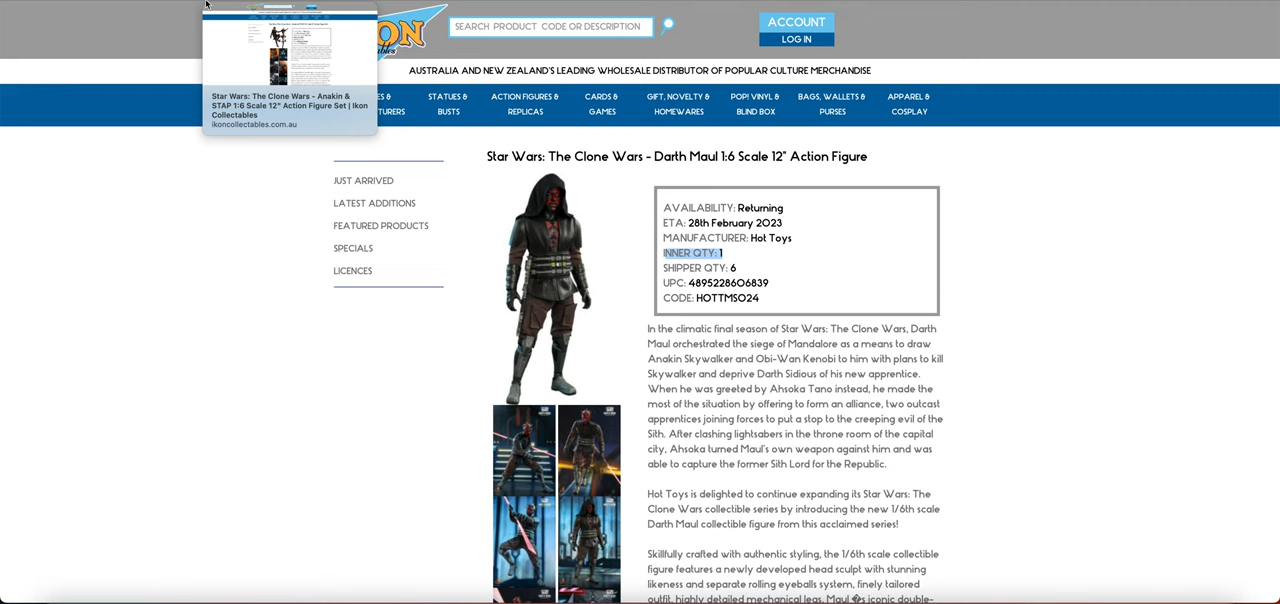 Star Wars: The Clone Wars - Anakin &
STAP 1:6 Scale 12" Action Figure Set | Ikon
Collectables
ikoncollectables.com.au
ON
SEARCH PRODUCT CODE OR DESCRIPTION
ACCOUNT
LOG IN
AUSTRALIA
ZEALAND'S LEADING WHOLESALE
CULTURE MERCHANDISE
STATUES &
BUSTS
ACTION FIGURES &
REPLICAS
CARDS &
GAMES
GIFT, NOVELTY &
HOMEWARES
POP! VINYL &
BLIND BOX
BAGS, WALLETS &
PURSES
APPAREL &
COSPLAY
JUST ARRIVED
LATEST ADDITIONS
FEATURED PRODUCTS
SPECIALS
LICENCES
Star Wars: The Clone Wars - Darth Maul 1:6 Scale 12" Action Figure
AVAILABILITY: Returning
ETA: 28th February 2023
MANUFACTURER: Hot Toys
INNER QTY: 1
SHIPPER QTY: 6
UPC: 4895228606839
CODE: HOTTMS024
In the climatic final season of Star Wars: The Clone Wars, Darth
Maul orchestrated the siege of Mandalore as a means to draw
Anakin Skywalker and Obi-Wan Kenobi to him with plans to kill
Skywalker and deprive Darth Sidious of his new apprentice.
When he was greeted by Ahsoka Tano instead, he made the
most of the situation by offering to form an alliance, two outcast
apprentices joining forces to put a stop to the creeping evil of the
Sith. After clashing lightsabers in the throne room of the capital
city, Ahsoka turned Maul's own weapon against him and was
able to capture the former Sith Lord for the Republic.
Hot Toys is delighted to continue expanding its Star Wars: The
Clone Wars collectible series by introducing the new 1/6th scale
Darth Maul collectible figure from this acclaimed series!
Skillfully crafted with authentic styling, the 1/6th scale collectible
figure features a newly developed head sculpt with stunning
likeness and separate rolling eyeballs system, finely tailored
outfit, highly detailed mechanical legs, Maul �s iconic double-